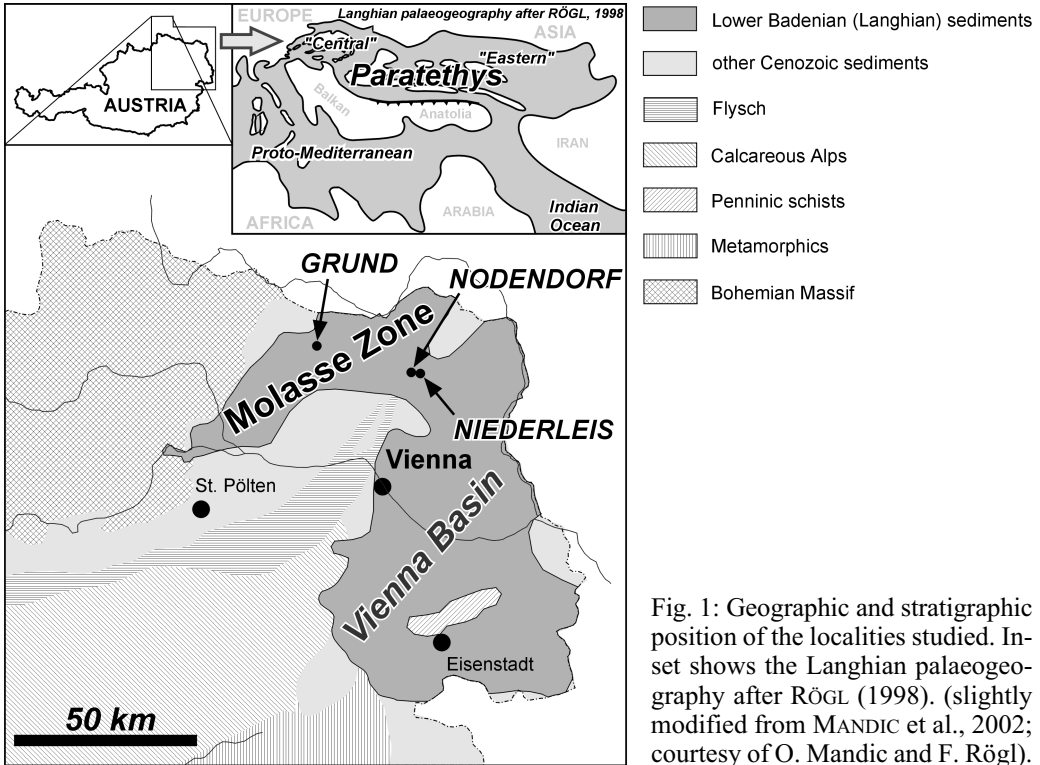 AUSTRIA
EUROPE
Langhian palaeogeography after RÖGL, 1998
ASIA
"Central"
"Eastern"
Paratethys
Balkan
Anatolia
IRAN
Proto-Mediterranean
ARABIA
AFRICA
Indian
Ocean
GRUND
NODENDORF
Molasse Zone
NIEDERLEIS
Vienna
St. Pölten
Vienna Basin
Eisenstadt
50 km
Lower Badenian (Langhian) sediments
other Cenozoic sediments
Flysch
Calcareous Alps
Penninic schists
Metamorphics
Bohemian Massif
Fig. 1: Geographic and stratigraphic
position of the localities studied. In-
set shows the Langhian palaeogeo-
graphy after RÖGL (1998). (slightly
modified from MANDIC et al., 2002;
courtesy of O. Mandic and F. Rögl).